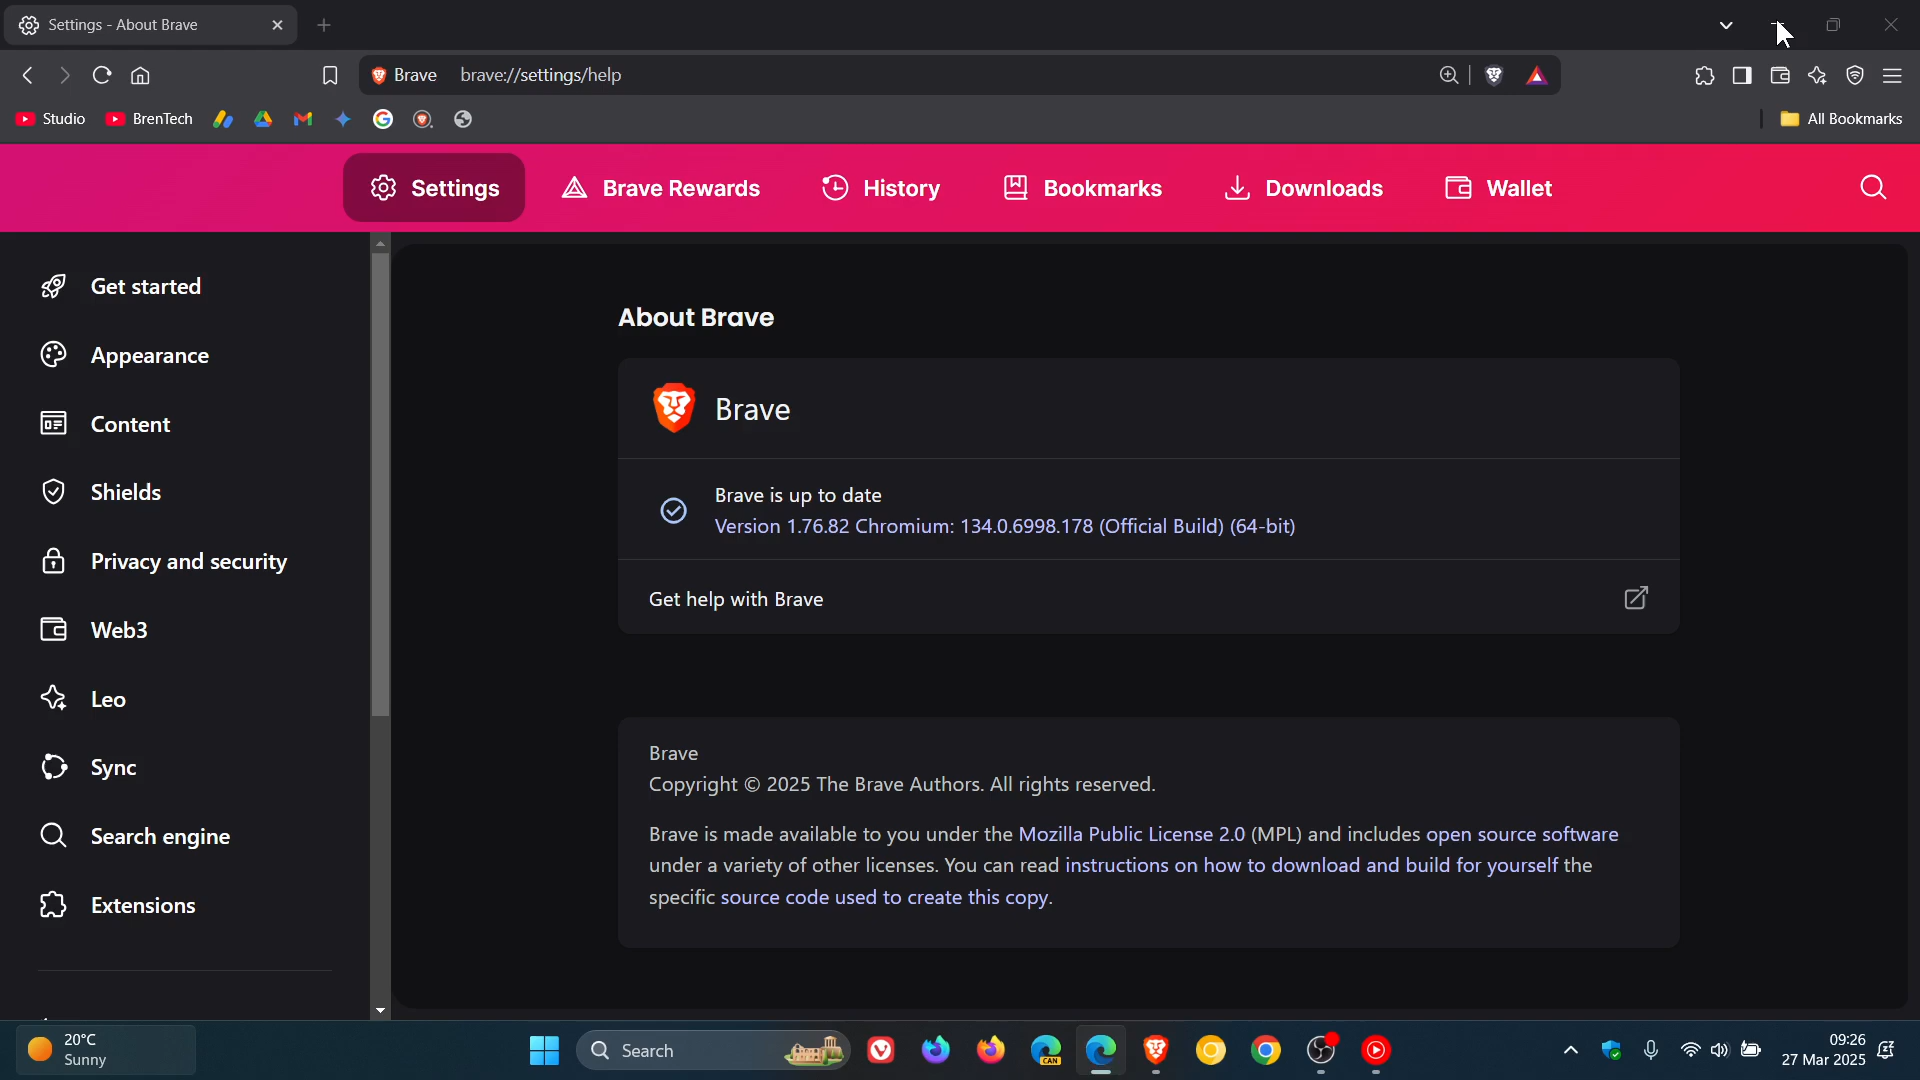 Settings - About Brave
Brave brave://settings/help
Studio BrenTech All Bookmarks
Settings Brave Rewards History Bookmarks Downloads Wallet
Get started
Appearance
Content
Shields
Privacy and security
Web3
Leo
Sync
Search engine
Extensions
About Brave
Brave
Brave is up to date
Version 1.76.82 Chromium: 134.0.6998.178 (Official Build) (64-bit)
Get help with Brave
Brave
Copyright © 2025 The Brave Authors. All rights reserved.
Brave is made available to you under the Mozilla Public License 2.0 (MPL) and includes open source software
under a variety of other licenses. You can read instructions on how to download and build for yourself the
specific source code used to create this copy.
20°C
Sunny
Search
CAN
09:26
27 Mar 2025